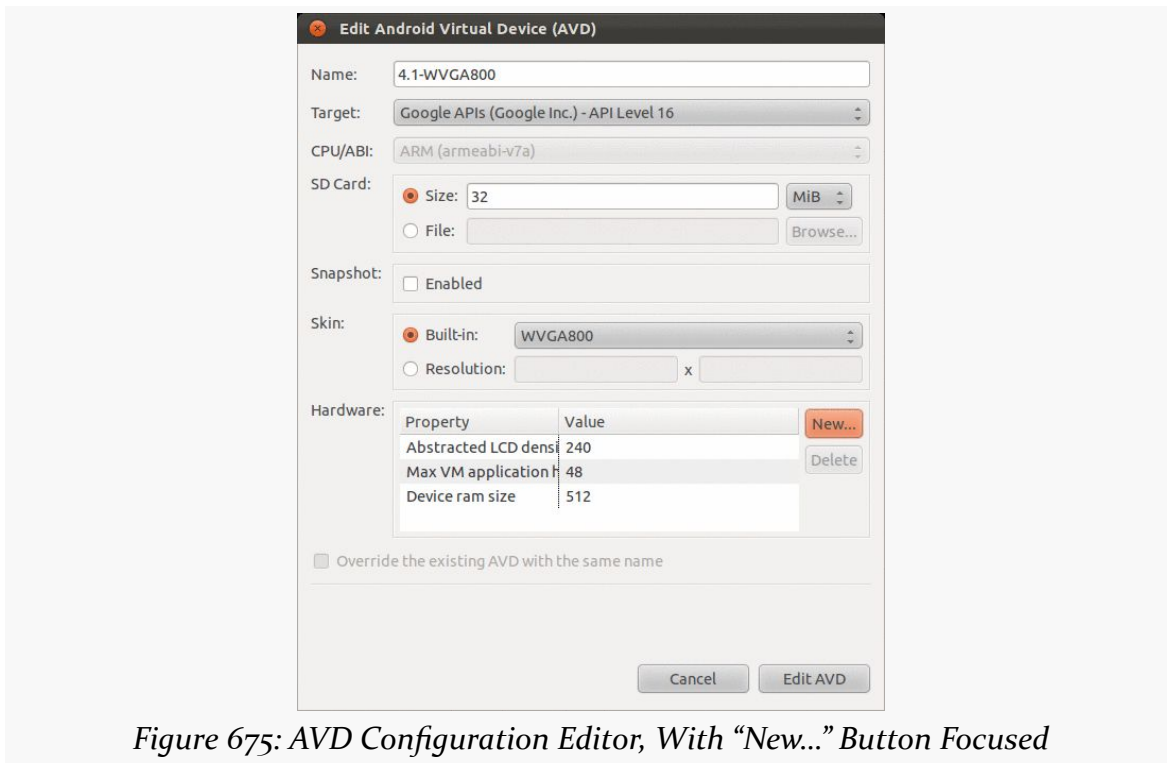 Edit Android Virtual Device (AVD)
Name: 4.1-WVGA800
Target: Google APIs (Google Inc.) - API Level 16
CPU/ABI: ARM (armeabi-v7a)
SD Card:
Size: 32 MiB
File: Browse...
Snapshot:
Enabled
Skin:
Built-in: WVGA800
Resolution: x
Hardware:
Property Value New...
Abstracted LCD densi 240
Delete
Max VM application h 48
Device ram size 512
Override the existing AVD with the same name
Cancel Edit AVD
Figure 675: AVD Configuration Editor, With “New...” Button Focused